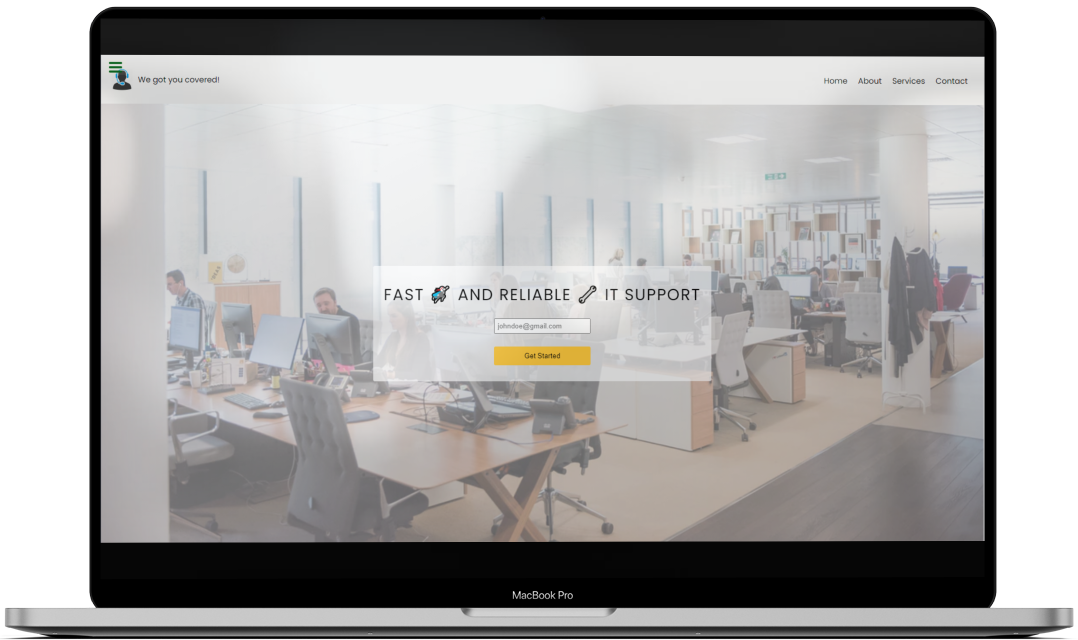 We got you covered!
Home About Services Contact
FAST AND RELIABLE IT SUPPORT
johndoe@gmail.com
Get Started
MacBook Pro